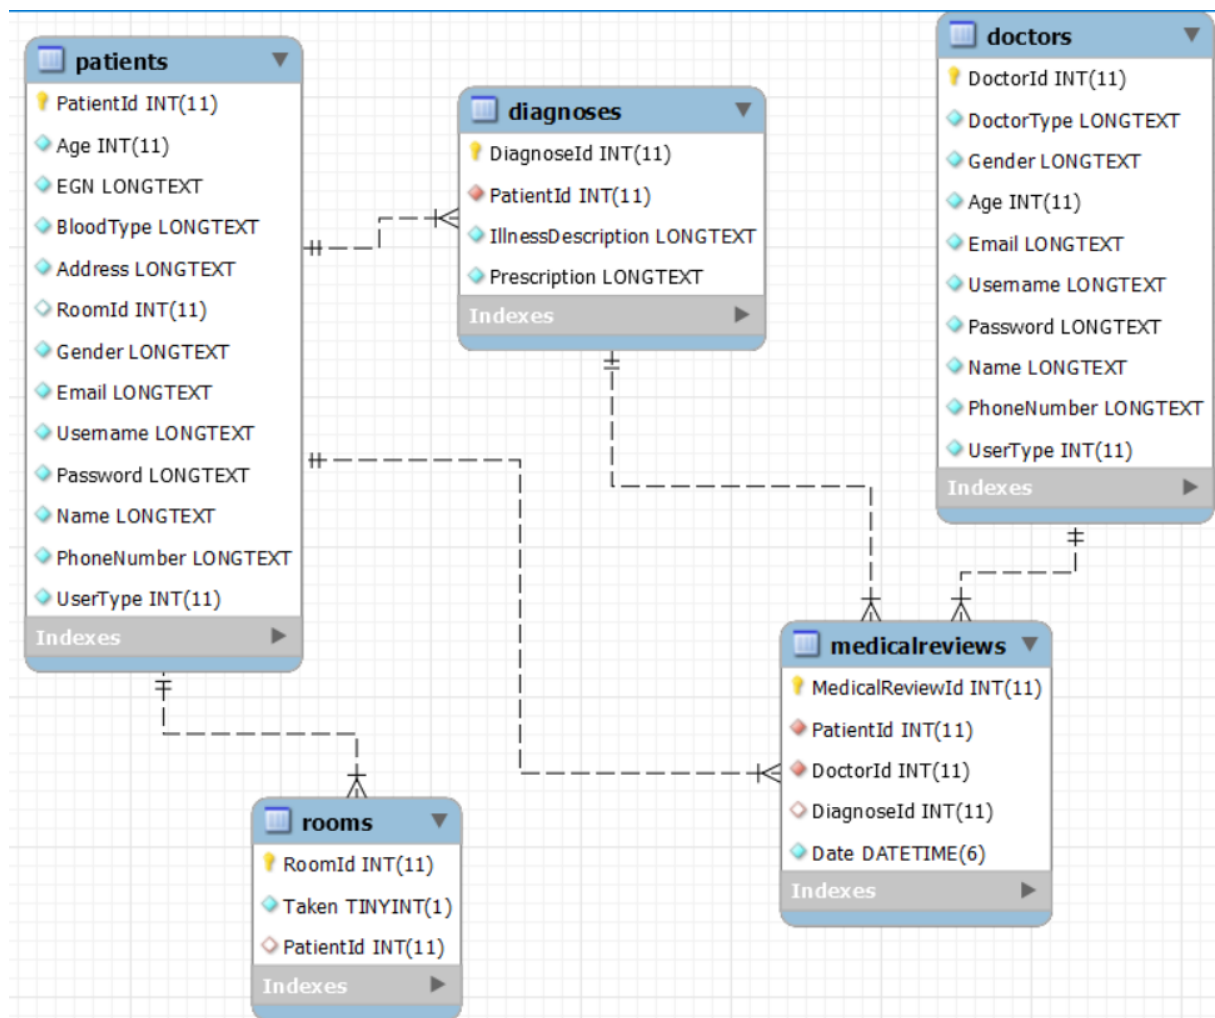 patients
PatientId INT(11)
Age INT(11)
EGN LONGTEXT
BloodType LONGTEXT
Address LONGTEXT
RoomId INT(11)
Gender LONGTEXT
Email LONGTEXT
Username LONGTEXT
Password LONGTEXT
Name LONGTEXT
PhoneNumber LONGTEXT
UserType INT(11)
Indexes
diagnoses
DiagnoseId INT(11)
PatientId INT(11)
IllnessDescription LONGTEXT
Prescription LONGTEXT
Indexes
doctors
DoctorId INT(11)
DoctorType LONGTEXT
Gender LONGTEXT
Age INT(11)
Email LONGTEXT
Username LONGTEXT
Password LONGTEXT
Name LONGTEXT
PhoneNumber LONGTEXT
UserType INT(11)
Indexes
medicalreviews
MedicalReviewId INT(11)
PatientId INT(11)
DoctorId INT(11)
DiagnoseId INT(11)
Date DATETIME(6)
Indexes
rooms
RoomId INT(11)
Taken TINYINT(1)
PatientId INT(11)
Indexes